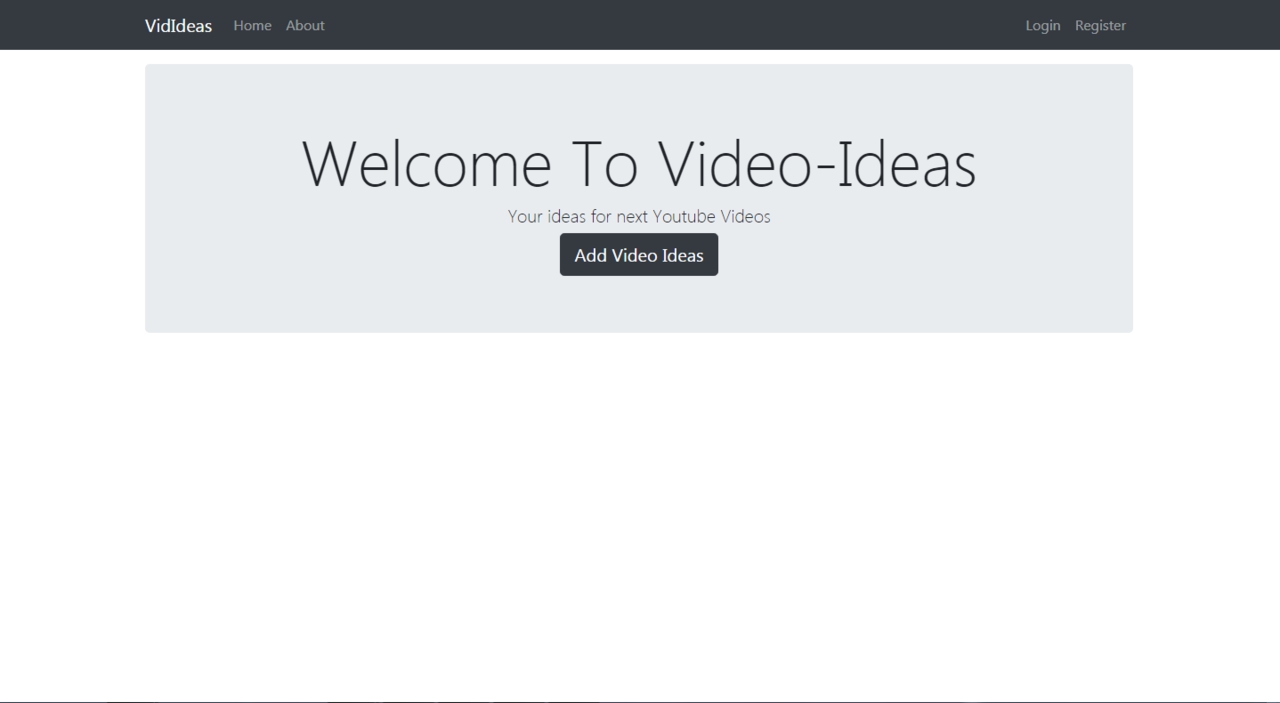 VidIdeas Home About Login Register
Welcome To Video-Ideas
Your ideas for next Youtube Videos
Add Video Ideas